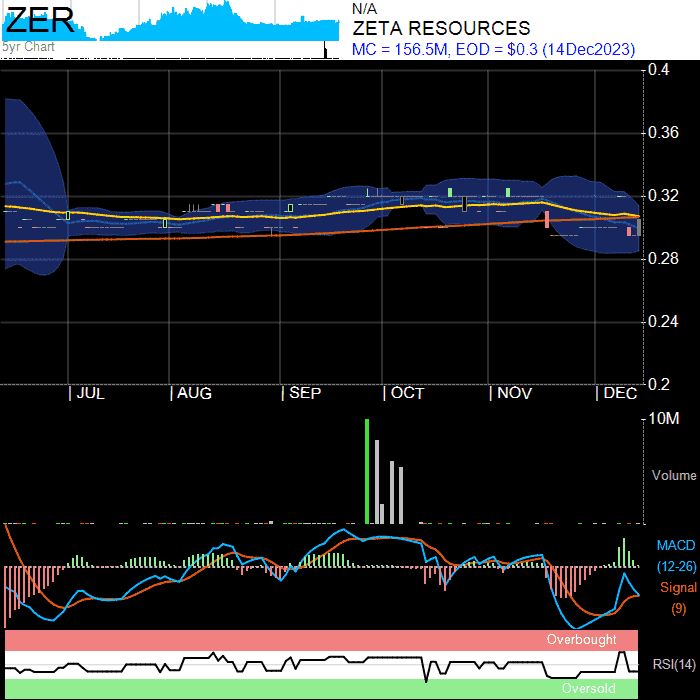 ZER
5yr Chart
N/A
ZETA RESOURCES
MC = 156.5M, EOD = $0.3 (14Dec2023)
0.4
0.36
0.32
0.28
0.24
0.2
JUL AUG SEP OCT NOV DEC
10M
Volume
MACD
(12-26)
Signal
(9)
Overbought
RSI(14)
Oversold